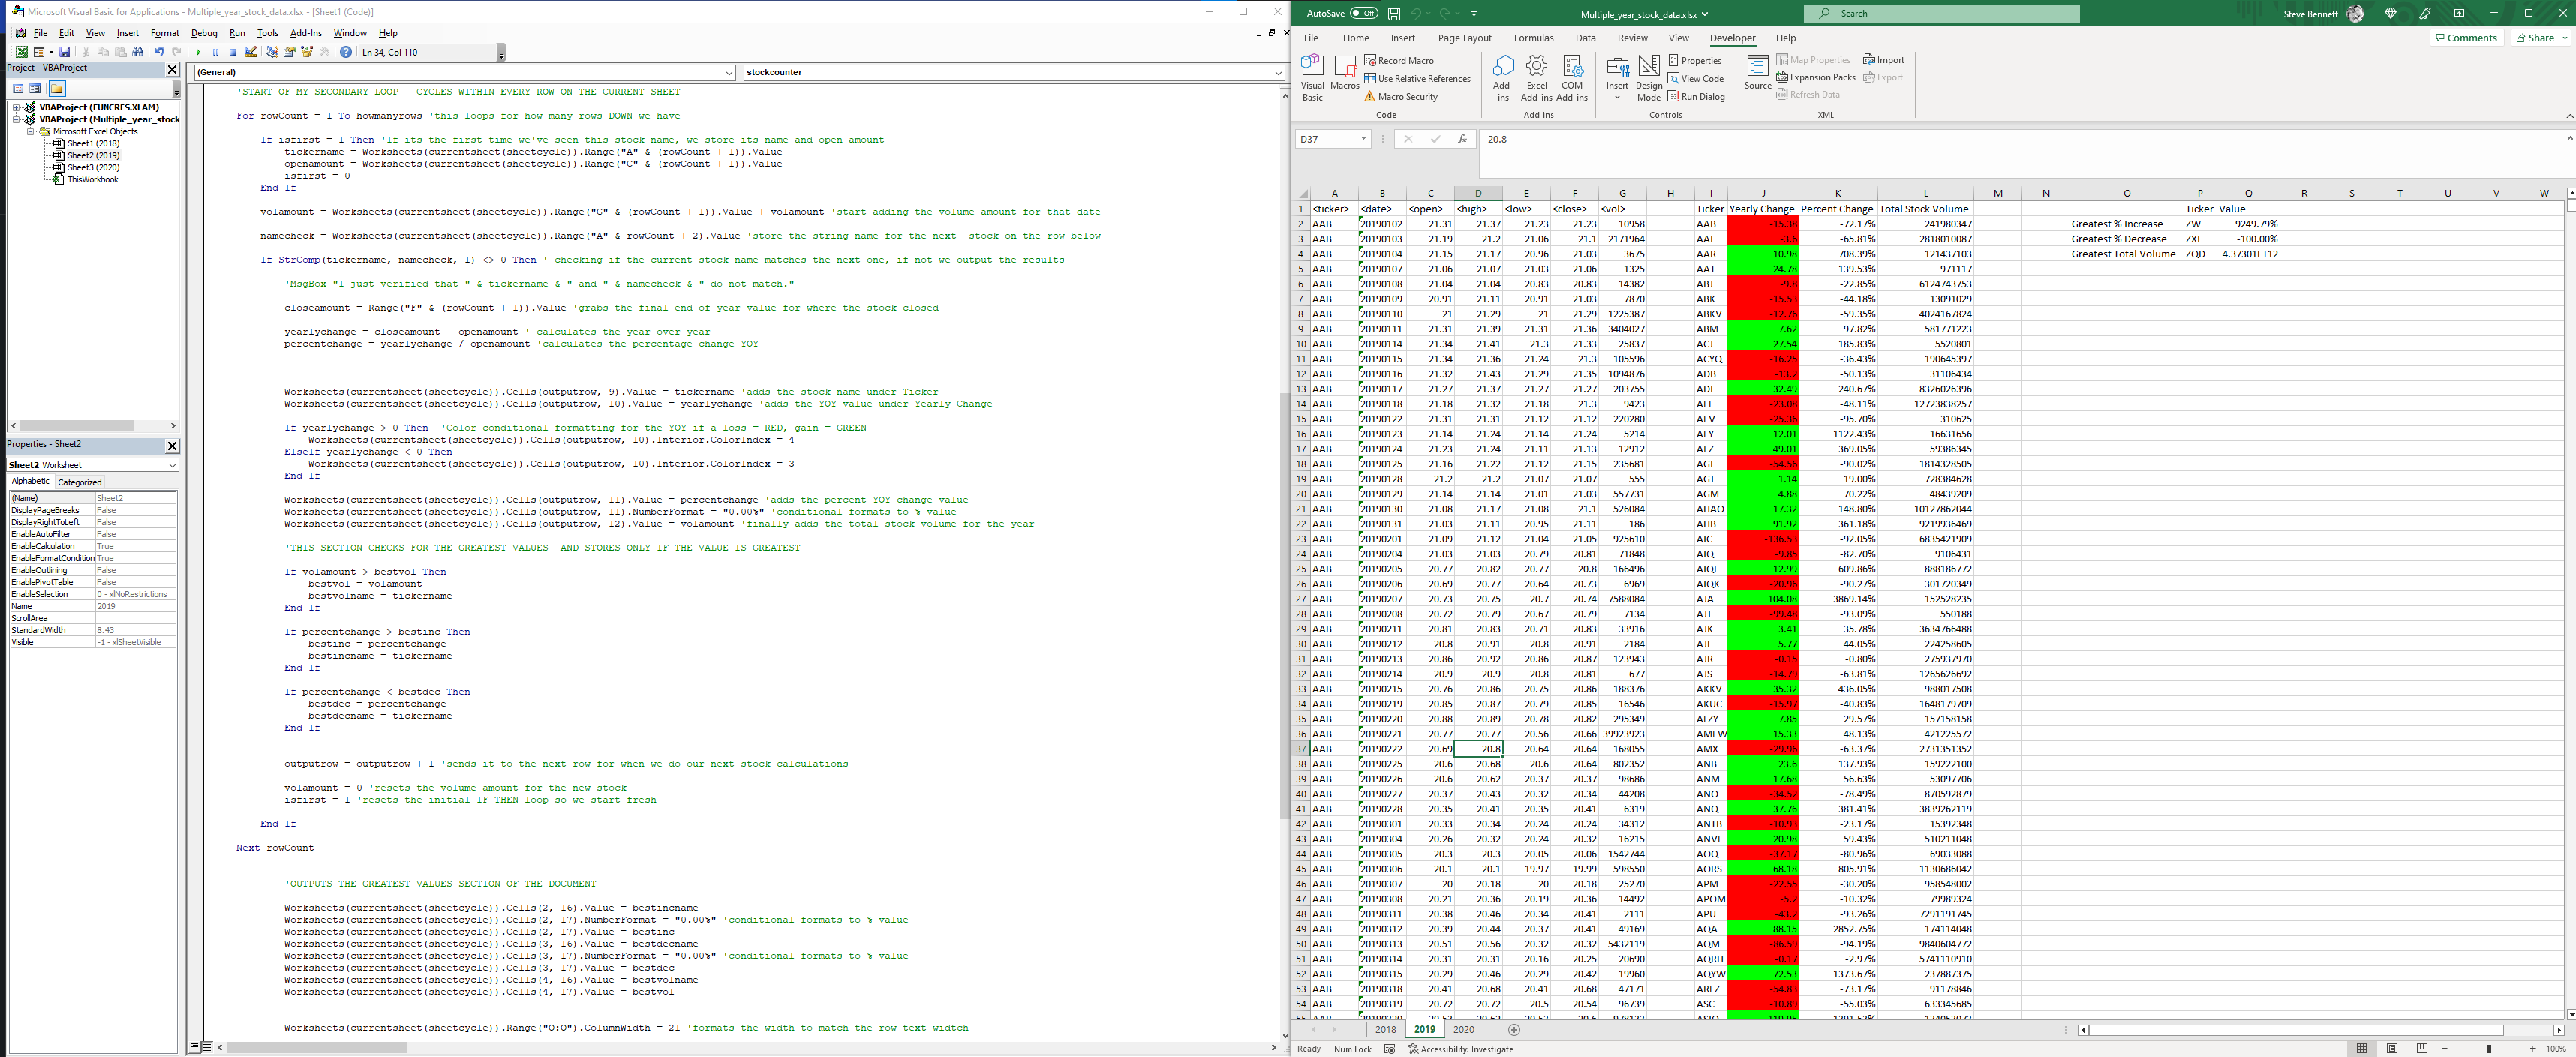 Microsoft Visual Basic for Applications - Multiple_year_stock_data.xlsx - [Sheet1 (Code)]
File Edit View Insert Format Debug Run Tools Add-Ins Window Help
Ln 34, Col 110
Project - VBAProject
VBAProject (FUNCRES.XLAM)
VBAProject (Multiple_year_stock
Microsoft Excel Objects
Sheet1 (2018)
Sheet2 (2019)
Sheet3 (2020)
ThisWorkbook
Properties - Sheet2
Sheet2 Worksheet
Alphabetic Categorized
(Name) Sheet2
DisplayPageBreaks False
DisplayRightToLeft False
EnableAutoFilter False
EnableCalculation True
EnableFormatCondition True
EnableOutlining False
EnablePivotTable False
EnableSelection 0 - xlNoRestrictions
Name 2019
ScrollArea
StandardWidth 8.43
Visible -1 - xlSheetVisible
(General) stockcounter
'START OF MY SECONDARY LOOP - CYCLES WITHIN EVERY ROW ON THE CURRENT SHEET
For rowCount = 1 To howmanyrows 'this loops for how many rows DOWN we have
If isfirst = 1 Then 'If its the first time we've seen this stock name, we store its name and open amount
tickername = Worksheets(currentsheet(sheetcycle)).Range("A" & (rowCount + 1)).Value
openamount = Worksheets(currentsheet(sheetcycle)).Range("C" & (rowCount + 1)).Value
isfirst = 0
End If
volamount = Worksheets(currentsheet(sheetcycle)).Range("G" & (rowCount + 1)).Value + volamount 'start adding the volume amount for that date
namecheck = Worksheets(currentsheet(sheetcycle)).Range("A" & rowCount + 2).Value 'store the string name for the next  stock on the row below
If StrComp(tickername, namecheck, 1) <> 0 Then ' checking if the current stock name matches the next one, if not we output the results
'MsgBox "I just verified that " & tickername & " and " & namecheck & " do not match."
closeamount = Range("F" & (rowCount + 1)).Value 'grabs the final end of year value for where the stock closed
yearlychange = closeamount - openamount ' calculates the year over year
percentchange = yearlychange / openamount 'calculates the percentage change YOY
Worksheets(currentsheet(sheetcycle)).Cells(outputrow, 9).Value = tickername 'adds the stock name under Ticker
Worksheets(currentsheet(sheetcycle)).Cells(outputrow, 10).Value = yearlychange 'adds the YOY value under Yearly Change
If yearlychange > 0 Then  'Color conditional formatting for the YOY if a loss = RED, gain = GREEN
Worksheets(currentsheet(sheetcycle)).Cells(outputrow, 10).Interior.ColorIndex = 4
ElseIf yearlychange < 0 Then
Worksheets(currentsheet(sheetcycle)).Cells(outputrow, 10).Interior.ColorIndex = 3
End If
Worksheets(currentsheet(sheetcycle)).Cells(outputrow, 11).Value = percentchange 'adds the percent YOY change value
Worksheets(currentsheet(sheetcycle)).Cells(outputrow, 11).NumberFormat = "0.00%" 'conditional formats to % value
Worksheets(currentsheet(sheetcycle)).Cells(outputrow, 12).Value = volamount 'finally adds the total stock volume for the year
'THIS SECTION CHECKS FOR THE GREATEST VALUES  AND STORES ONLY IF THE VALUE IS GREATEST
If volamount > bestvol Then
bestvol = volamount
bestvolname = tickername
End If
If percentchange > bestinc Then
bestinc = percentchange
bestincname = tickername
End If
If percentchange < bestdec Then
bestdec = percentchange
bestdecname = tickername
End If
outputrow = outputrow + 1 'sends it to the next row for when we do our next stock calculations
volamount = 0 'resets the volume amount for the new stock
isfirst = 1 'resets the initial IF THEN loop so we start fresh
End If
Next rowCount
'OUTPUTS THE GREATEST VALUES SECTION OF THE DOCUMENT
Worksheets(currentsheet(sheetcycle)).Cells(2, 16).Value = bestincname
Worksheets(currentsheet(sheetcycle)).Cells(2, 17).NumberFormat = "0.00%" 'conditional formats to % value
Worksheets(currentsheet(sheetcycle)).Cells(2, 17).Value = bestinc
Worksheets(currentsheet(sheetcycle)).Cells(3, 16).Value = bestdecname
Worksheets(currentsheet(sheetcycle)).Cells(3, 17).NumberFormat = "0.00%" 'conditional formats to % value
Worksheets(currentsheet(sheetcycle)).Cells(3, 17).Value = bestdec
Worksheets(currentsheet(sheetcycle)).Cells(4, 16).Value = bestvolname
Worksheets(currentsheet(sheetcycle)).Cells(4, 17).Value = bestvol
Worksheets(currentsheet(sheetcycle)).Range("O:O").ColumnWidth = 21 'formats the width to match the row text widtch
AutoSave Off Multiple_year_stock_data.xlsx Search Steve Bennett
File Home Insert Page Layout Formulas Data Review View Developer Help Comments Share
Visual Basic Macros Record Macro Use Relative References Macro Security Code
Add-ins Excel Add-ins COM Add-ins Add-ins
Insert Design Mode Properties View Code Run Dialog Controls
Source Map Properties Expansion Packs Refresh Data Import Export XML
D37 fx 20.8
A B C D E F G H I J K L M N O P Q R S T U V W
1 <ticker> <date> <open> <high> <low> <close> <vol> Ticker Yearly Change Percent Change Total Stock Volume Ticker Value
2 AAB 20190102 21.31 21.37 21.23 21.23 10958 AAB -15.38 -72.17% 241980347 Greatest % Increase ZW 9249.79%
3 AAB 20190103 21.19 21.2 21.06 21.1 2171964 AAF -3.6 -65.81% 2818010087 Greatest % Decrease ZXF -100.00%
4 AAB 20190104 21.15 21.17 20.96 21.03 3675 AAR 10.98 708.39% 121437103 Greatest Total Volume ZQD 4.37301E+12
5 AAB 20190107 21.06 21.07 21.03 21.06 1325 AAT 24.78 139.53% 971117
6 AAB 20190108 21.04 21.04 20.83 20.83 14382 ABJ -9.8 -22.85% 6124743753
7 AAB 20190109 20.91 21.11 20.91 21.03 7870 ABK -15.53 -44.18% 13091029
8 AAB 20190110 21 21.29 21 21.29 1225387 ABKV -12.76 -59.35% 4024167824
9 AAB 20190111 21.31 21.39 21.31 21.36 3404027 ABM 7.62 97.82% 581771223
10 AAB 20190114 21.34 21.41 21.3 21.33 25837 ACJ 27.54 185.83% 5520801
11 AAB 20190115 21.34 21.36 21.24 21.3 105596 ACYQ -16.25 -36.43% 190645397
12 AAB 20190116 21.32 21.43 21.29 21.35 1094876 ADB -13.2 -50.13% 31106434
13 AAB 20190117 21.27 21.37 21.27 21.27 203755 ADF 32.49 240.67% 8326026396
14 AAB 20190118 21.18 21.32 21.18 21.3 9423 AEL -23.08 -48.11% 12723838257
15 AAB 20190122 21.31 21.31 21.12 21.12 220280 AEV -25.36 -95.70% 310625
16 AAB 20190123 21.14 21.24 21.14 21.24 5214 AEY 12.01 1122.43% 16631656
17 AAB 20190124 21.23 21.24 21.11 21.13 12912 AFZ 49.01 369.05% 59386345
18 AAB 20190125 21.16 21.22 21.12 21.15 235681 AGF -54.56 -90.02% 1814328505
19 AAB 20190128 21.2 21.2 21.07 21.07 555 AGJ 1.14 19.00% 728384628
20 AAB 20190129 21.14 21.14 21.01 21.03 557731 AGM 4.88 70.22% 48439209
21 AAB 20190130 21.08 21.17 21.08 21.1 526084 AHAO 17.32 148.80% 10127862044
22 AAB 20190131 21.03 21.11 20.95 21.11 186 AHB 91.92 361.18% 9219936469
23 AAB 20190201 21.09 21.12 21.04 21.05 925610 AIC -136.53 -92.05% 6835421909
24 AAB 20190204 21.03 21.03 20.79 20.81 71848 AIQ -9.85 -82.70% 9106431
25 AAB 20190205 20.77 20.82 20.77 20.8 166496 AIQF 12.99 609.86% 888186772
26 AAB 20190206 20.69 20.77 20.64 20.73 6969 AIQK -20.96 -90.27% 301720349
27 AAB 20190207 20.73 20.75 20.7 20.74 7588084 AJA 104.08 3869.14% 152528235
28 AAB 20190208 20.72 20.79 20.67 20.79 7134 AJJ -99.48 -93.09% 550188
29 AAB 20190211 20.81 20.83 20.71 20.83 33916 AJK 3.41 35.78% 3634766488
30 AAB 20190212 20.8 20.91 20.8 20.91 2184 AJL 5.77 44.05% 224258605
31 AAB 20190213 20.86 20.92 20.86 20.87 123943 AJR -0.15 -0.80% 275937970
32 AAB 20190214 20.9 20.9 20.8 20.81 677 AJS -14.79 -63.81% 1265626692
33 AAB 20190215 20.76 20.86 20.75 20.86 188376 AKKV 35.32 436.05% 988017508
34 AAB 20190219 20.85 20.87 20.79 20.85 16546 AKUC -15.97 -40.83% 1648179709
35 AAB 20190220 20.88 20.89 20.78 20.82 295349 ALZY 7.85 29.57% 157158158
36 AAB 20190221 20.77 20.77 20.56 20.66 39923923 AMEW 15.33 48.13% 421225572
37 AAB 20190222 20.69 20.8 20.64 20.64 168055 AMX -29.96 -63.37% 2731351352
38 AAB 20190225 20.6 20.68 20.6 20.64 802352 ANB 23.6 137.93% 159222100
39 AAB 20190226 20.6 20.62 20.37 20.37 98686 ANM 17.68 56.63% 53097706
40 AAB 20190227 20.37 20.43 20.32 20.34 44208 ANO -34.52 -78.49% 870592879
41 AAB 20190228 20.35 20.41 20.35 20.41 6319 ANQ 37.76 381.41% 3839262119
42 AAB 20190301 20.33 20.34 20.24 20.24 34312 ANTB -10.93 -23.17% 15392348
43 AAB 20190304 20.26 20.32 20.24 20.32 16215 ANVE 20.98 59.43% 510211048
44 AAB 20190305 20.3 20.3 20.05 20.06 1542744 AOQ -37.17 -80.96% 69033088
45 AAB 20190306 20.1 20.1 19.97 19.99 598550 AORS 68.18 805.91% 1130686042
46 AAB 20190307 20 20.18 20 20.18 25270 APM -22.55 -30.20% 958548002
47 AAB 20190308 20.21 20.36 20.19 20.36 14492 APOM -5.2 -10.32% 79989324
48 AAB 20190311 20.38 20.46 20.34 20.41 2111 APU -43.2 -93.26% 7291191745
49 AAB 20190312 20.39 20.44 20.37 20.41 49169 AQA 88.15 2852.75% 174114048
50 AAB 20190313 20.51 20.56 20.32 20.32 5432119 AQM -86.59 -94.19% 9840604772
51 AAB 20190314 20.31 20.31 20.16 20.25 20690 AQRH -0.17 -2.97% 5741110910
52 AAB 20190315 20.29 20.46 20.29 20.42 19960 AQYW 72.53 1373.67% 237887375
53 AAB 20190318 20.41 20.68 20.41 20.68 47171 AREZ -54.83 -73.17% 91178846
54 AAB 20190319 20.72 20.72 20.5 20.54 96739 ASC -10.89 -55.03% 633345685
2018 2019 2020
Ready Num Lock Accessibility: Investigate 100%